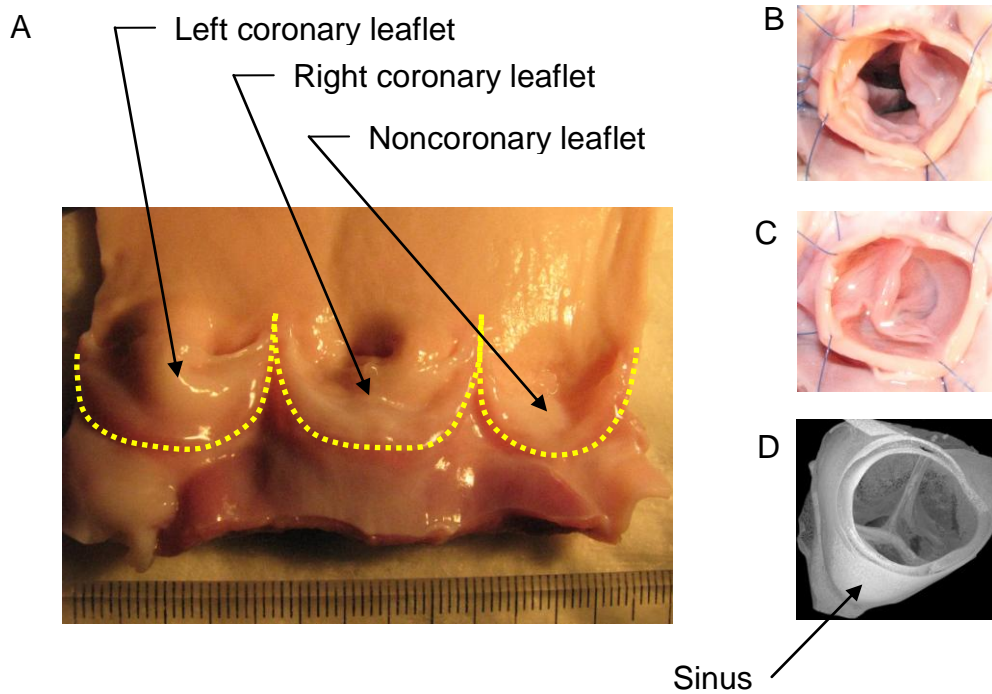 A
Left coronary leaflet
Right coronary leaflet
Noncoronary leaflet
B
C
D
Sinus